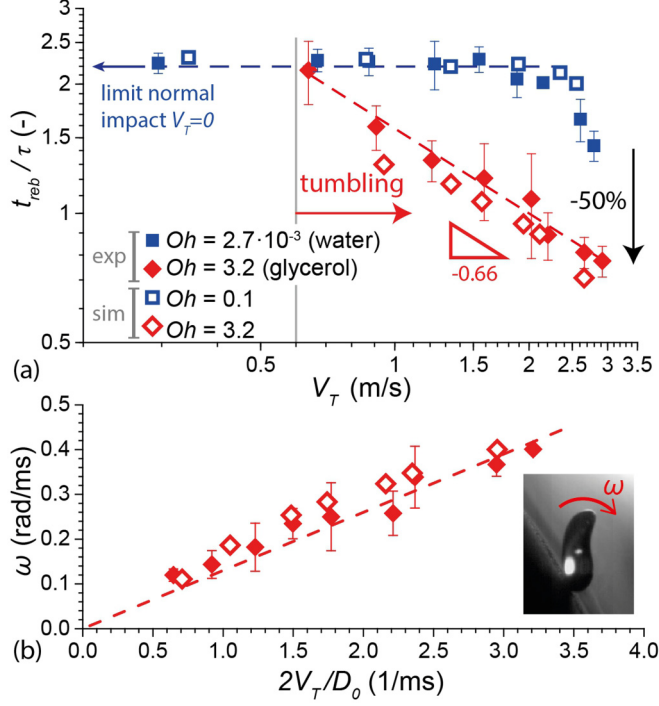 3
2.5
2
1.5
1
0.5
t_reb / τ (-)
limit normal
impact V_T=0
tumbling
-0.66
-50%
exp
Oh = 2.7·10⁻³ (water)
Oh = 3.2 (glycerol)
sim
Oh = 0.1
Oh = 3.2
0.5 1 1.5 2 2.5 3 3.5
(a)
V_T (m/s)
0.5
0.4
0.3
0.2
0.1
0.0
ω (rad/ms)
ω
0.0 0.5 1.0 1.5 2.0 2.5 3.0 3.5 4.0
(b)
2V_T/D_0 (1/ms)